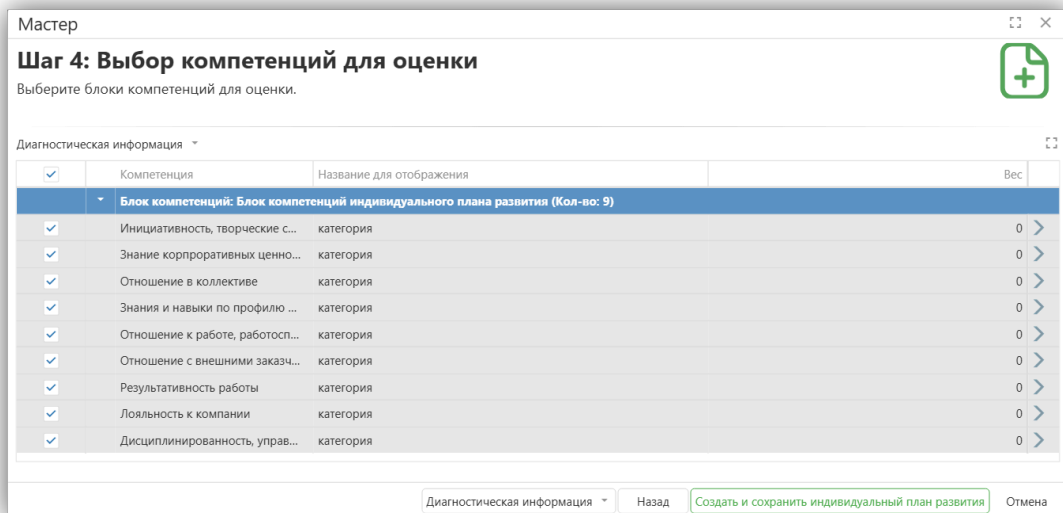 Мастер
Шаг 4: Выбор компетенций для оценки
Выберите блоки компетенций для оценки.
Диагностическая информация
Компетенция Название для отображения Вес
Блок компетенций: Блок компетенций индивидуального плана развития (Кол-во: 9)
Инициативность, творческие с... категория 0
Знание корпроративных ценно... категория 0
Отношение в коллективе категория 0
Знания и навыки по профилю ... категория 0
Отношение к работе, работосп... категория 0
Отношение с внешними заказч... категория 0
Результативность работы категория 0
Лояльность к компании категория 0
Дисциплинированность, управ... категория 0
Диагностическая информация Назад Создать и сохранить индивидуальный план развития Отмена